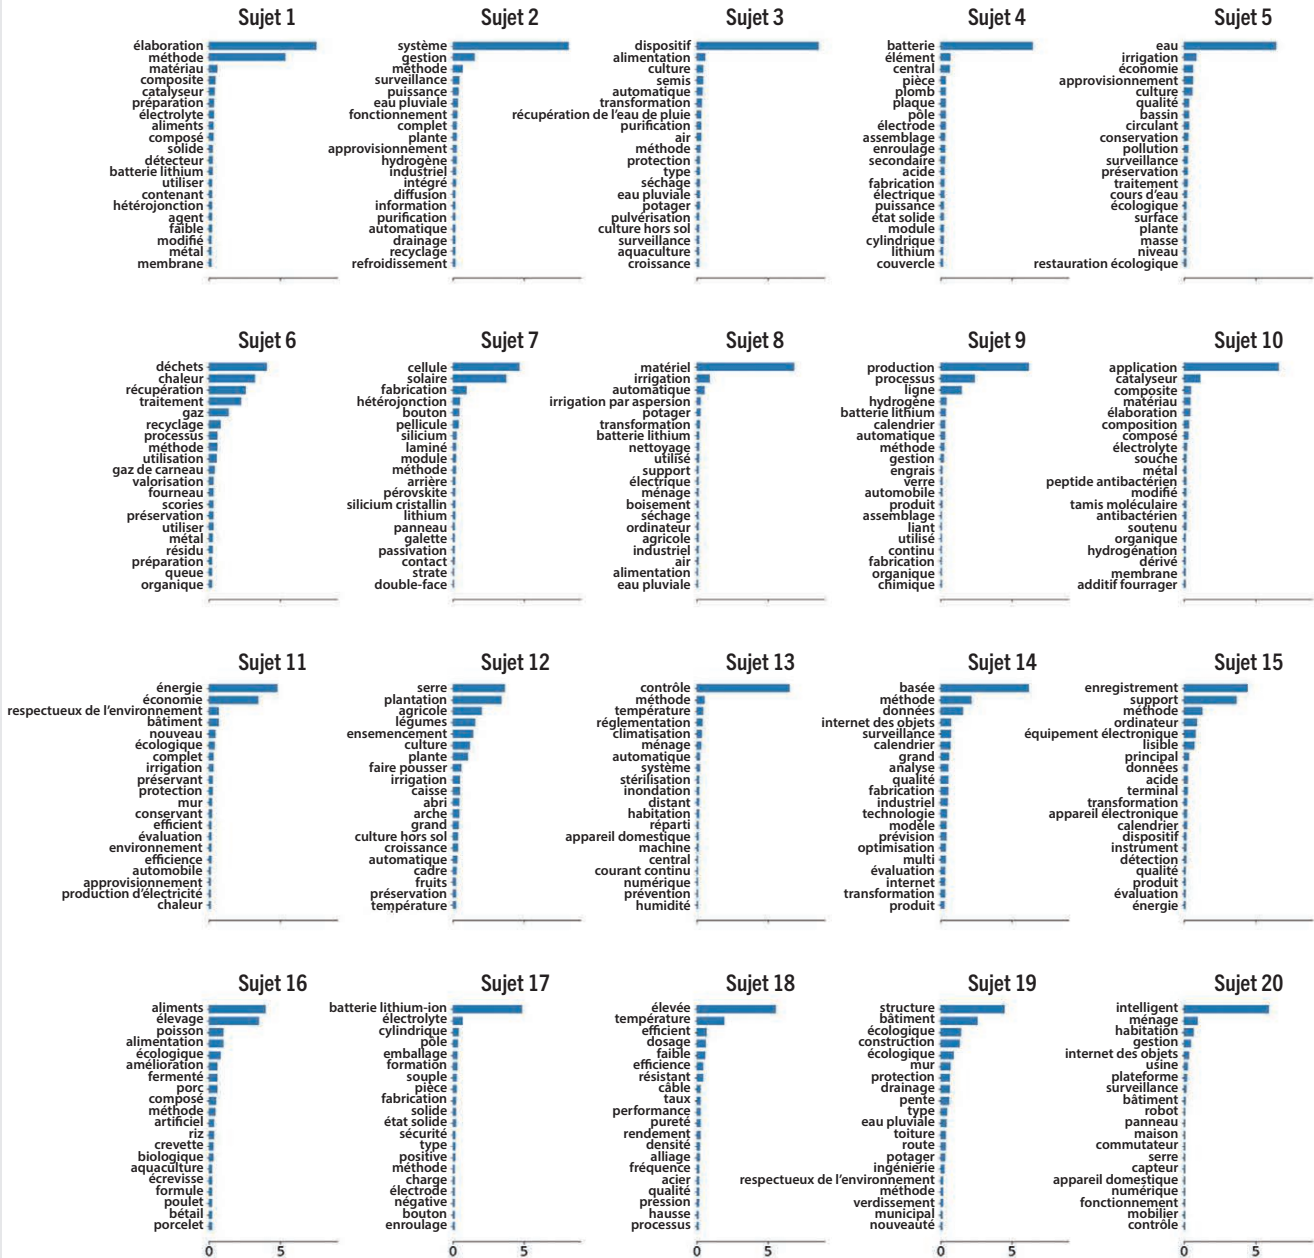 Sujet 1
élaboration
méthode
matériau
composite
catalyseur
préparation
électrolyte
aliments
composé
solide
détecteur
batterie lithium
utiliser
contenant
hétérojonction
agent
faible
modifié
métal
membrane
Sujet 2
système
gestion
méthode
surveillance
puissance
eau pluviale
fonctionnement
complet
plante
approvisionnement
hydrogène
industriel
intégré
diffusion
information
purification
automatique
drainage
recyclage
refroidissement
Sujet 3
dispositif
alimentation
culture
semis
automatique
transformation
récupération de l'eau de pluie
purification
air
méthode
protection
type
séchage
eau pluviale
potager
pulvérisation
culture hors sol
surveillance
aquaculture
croissance
Sujet 4
batterie
élément
central
pièce
plomb
plaque
pôle
électrode
assemblage
enroulage
secondaire
acide
fabrication
électrique
puissance
état solide
module
cylindrique
lithium
couvercle
Sujet 5
eau
irrigation
économie
approvisionnement
culture
qualité
bassin
circulant
conservation
pollution
surveillance
préservation
traitement
cours d'eau
écologique
surface
plante
masse
niveau
restauration écologique
Sujet 6
déchets
chaleur
récupération
traitement
gaz
recyclage
processus
méthode
utilisation
gaz de carneau
valorisation
fourneau
scories
préservation
utiliser
métal
résidu
préparation
queue
organique
Sujet 7
cellule
solaire
fabrication
hétérojonction
bouton
pellicule
silicium
laminé
module
méthode
arrière
pérovskite
silicium cristallin
lithium
panneau
galette
passivation
contact
strate
double-face
Sujet 8
matériel
irrigation
automatique
irrigation par aspersion
potager
transformation
batterie lithium
nettoyage
utilisé
support
électrique
ménage
boisement
séchage
ordinateur
agricole
industriel
air
alimentation
eau pluviale
Sujet 9
production
processus
ligne
hydrogène
batterie lithium
calendrier
automatique
méthode
gestion
engrais
verre
automobile
produit
assemblage
liant
utilisé
continu
fabrication
organique
chimique
Sujet 10
application
catalyseur
composite
matériau
élaboration
composition
composé
électrolyte
souche
métal
peptide antibactérien
modifié
tamis moléculaire
antibactérien
soutenu
organique
hydrogénation
dérivé
membrane
additif fourrager
Sujet 11
énergie
économie
respectueux de l'environnement
bâtiment
nouveau
écologique
complet
irrigation
préservant
protection
mur
conservant
efficient
évaluation
environnement
efficience
automobile
approvisionnement
production d'électricité
chaleur
Sujet 12
serre
plantation
agricole
légumes
ensemencement
culture
plante
faire pousser
irrigation
caisse
abri
arche
grand
culture hors sol
croissance
automatique
cadre
fruits
préservation
température
Sujet 13
contrôle
méthode
température
réglementation
climatisation
ménage
automatique
système
stérilisation
inondation
distant
habitation
réparti
appareil domestique
machine
central
courant continu
numérique
prévention
humidité
Sujet 14
basée
méthode
données
internet des objets
surveillance
calendrier
grand
analyse
qualité
fabrication
industriel
technologie
modèle
prévision
optimisation
multi
évaluation
internet
transformation
produit
Sujet 15
enregistrement
support
méthode
ordinateur
équipement électronique
lisible
principal
données
acide
terminal
transformation
appareil électronique
calendrier
dispositif
instrument
détection
qualité
produit
évaluation
énergie
Sujet 16
aliments
élevage
poisson
alimentation
écologique
amélioration
fermenté
porc
composé
méthode
artificiel
riz
crevette
biologique
aquaculture
écrevisse
formule
poulet
bétail
porcelet
0 5
Sujet 17
batterie lithium-ion
électrolyte
cylindrique
pôle
emballage
formation
souple
pièce
fabrication
solide
état solide
sécurité
type
positive
méthode
charge
électrode
négative
bouton
enroulage
0 5
Sujet 18
élevée
température
efficient
dosage
faible
efficience
résistant
câble
taux
performance
pureté
rendement
densité
alliage
fréquence
acier
qualité
pression
hausse
processus
0 5
Sujet 19
structure
bâtiment
écologique
construction
écologique
mur
protection
drainage
pente
type
eau pluviale
toiture
route
potager
ingénierie
respectueux de l'environnement
méthode
verdissement
municipal
nouveauté
0 5
Sujet 20
intelligent
ménage
habitation
gestion
internet des objets
usine
plateforme
surveillance
bâtiment
robot
panneau
maison
commutateur
serre
capteur
appareil domestique
numérique
fonctionnement
mobilier
contrôle
0 5